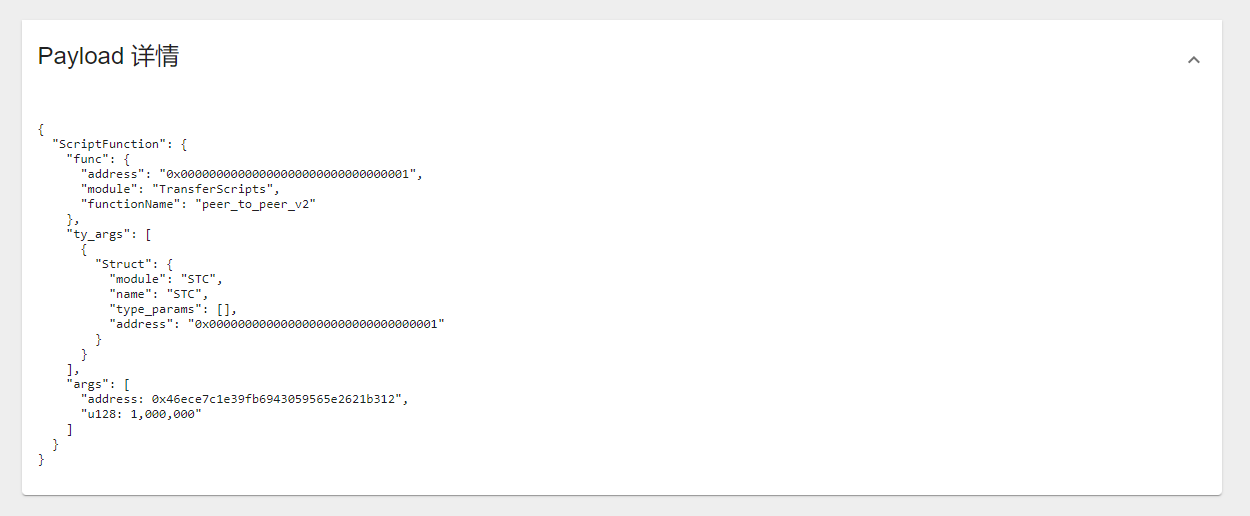 Payload 详情
{
  "ScriptFunction": {
    "func": {
      "address": "0x00000000000000000000000000000001",
      "module": "TransferScripts",
      "functionName": "peer_to_peer_v2"
    },
    "ty_args": [
      {
        "Struct": {
          "module": "STC",
          "name": "STC",
          "type_params": [],
          "address": "0x00000000000000000000000000000001"
        }
      }
    ],
    "args": [
      "address: 0x46ece7c1e39fb6943059565e2621b312",
      "u128: 1,000,000"
    ]
  }
}